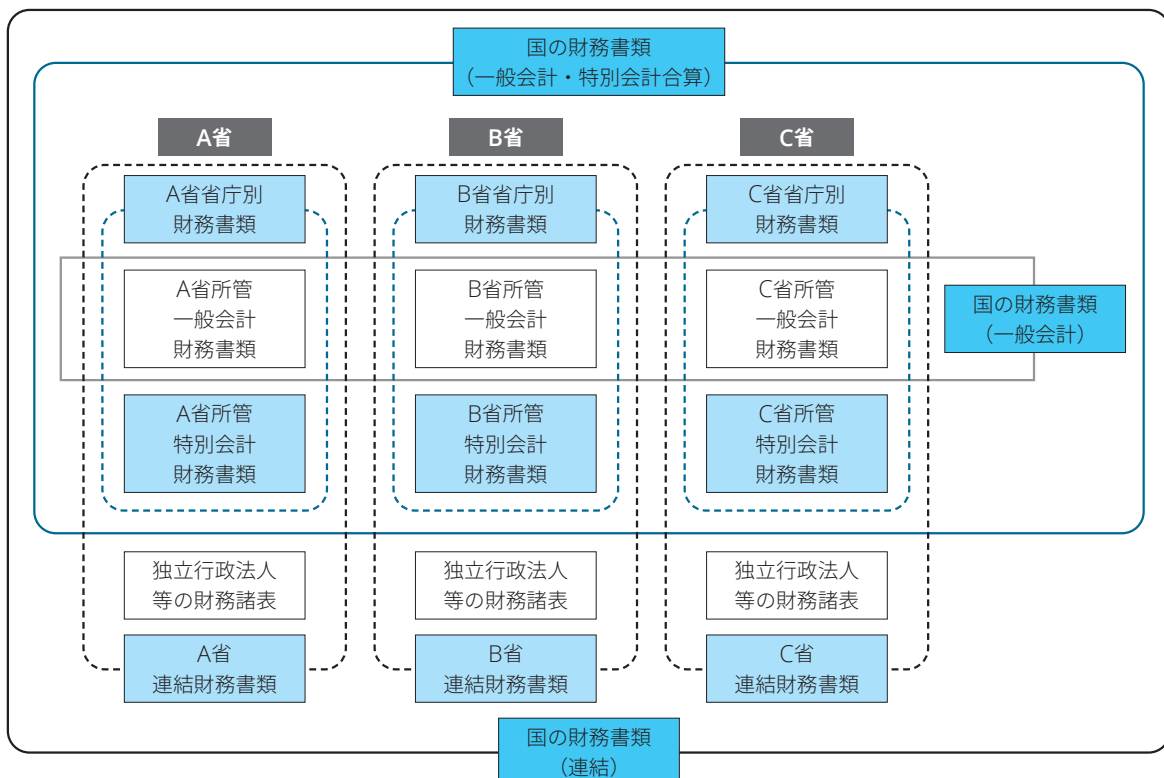 国の財務書類
（一般会計・特別会計合算）
A省
B省
C省
A省省庁別
財務書類
B省省庁別
財務書類
C省省庁別
財務書類
A省所管
一般会計
財務書類
B省所管
一般会計
財務書類
C省所管
一般会計
財務書類
国の財務書類
（一般会計）
A省所管
特別会計
財務書類
B省所管
特別会計
財務書類
C省所管
特別会計
財務書類
独立行政法人
等の財務諸表
独立行政法人
等の財務諸表
独立行政法人
等の財務諸表
A省
連結財務書類
B省
連結財務書類
C省
連結財務書類
国の財務書類
（連結）